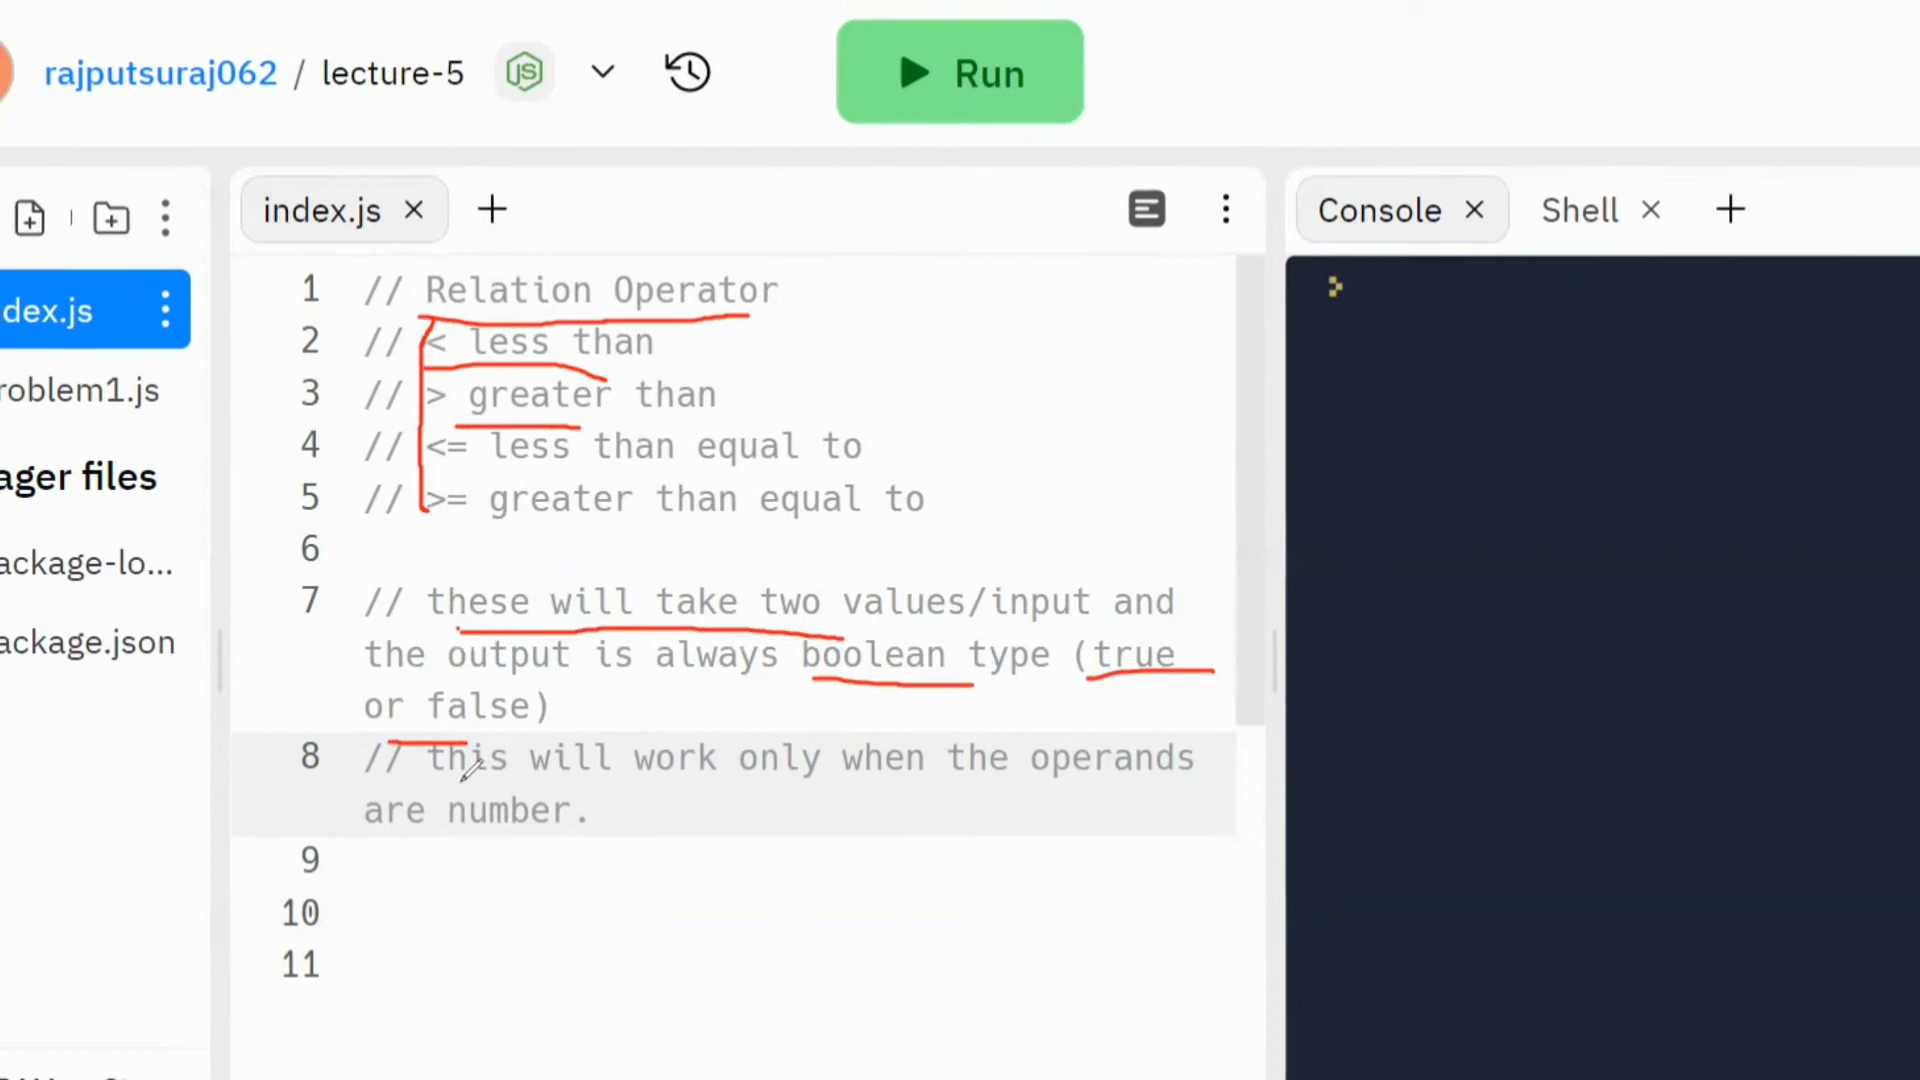 rajputsuraj062 / lecture-5
Run
index.js
Console
Shell
dex.js
roblem1.js
ager files
ackage-lo...
ackage.json
1 // Relation Operator
2 // < less than
3 // > greater than
4 // <= less than equal to
5 // >= greater than equal to
6
7 // these will take two values/input and
the output is always boolean type (true
or false)
8 // this will work only when the operands
are number.
9
10
11